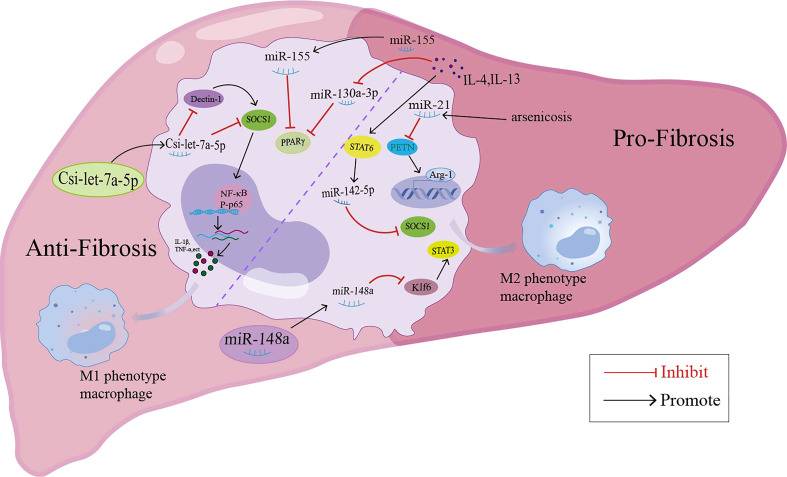 miR-155
miR-155
IL-4,IL-13
Dectin-1
miR-130a-3p
miR-21
arsenicosis
SOCS1
Pro-Fibrosis
Csi-let-7a-5p
PPARγ
STAT6
PETN
Csi-let-7a-5p
Arg-1
miR-142-5p
NF-κB
P-p65
SOCS1
Anti-Fibrosis
IL-1β,
TNF-α,ect
STAT3
M2 phenotype
macrophage
miR-148a
Klf6
miR-148a
M1 phenotype
macrophage
Inhibit
Promote